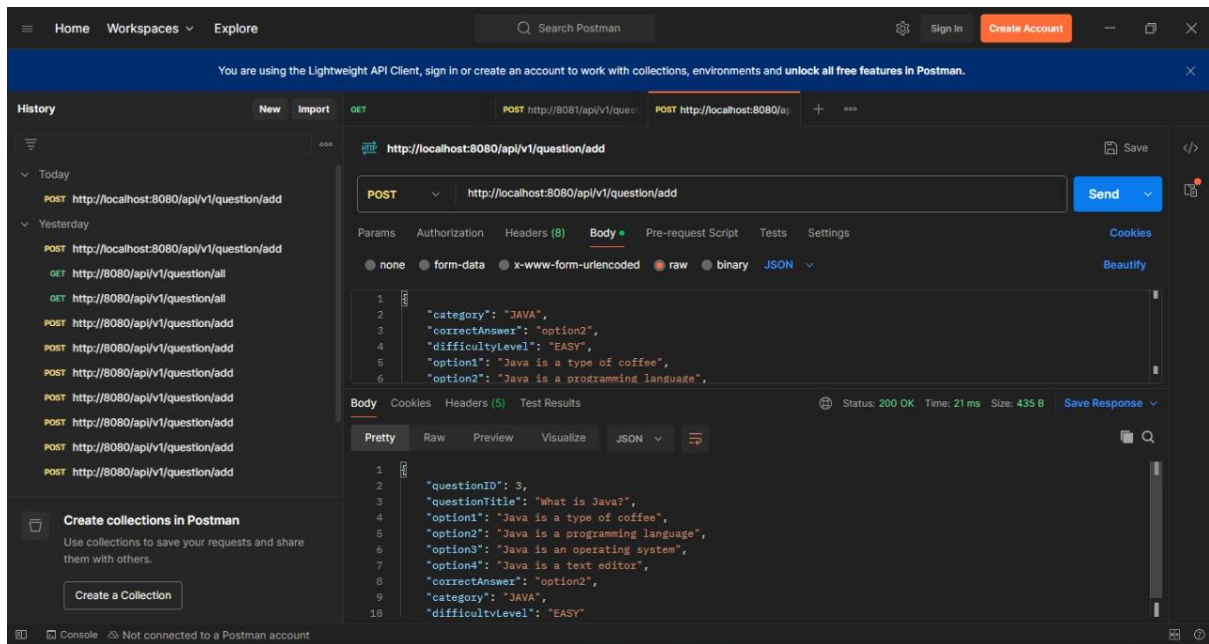 Home Workspaces Explore Search Postman Sign In Create Account
You are using the Lightweight API Client, sign in or create an account to work with collections, environments and unlock all free features in Postman.
History New Import
Today
POST http://localhost:8080/api/v1/question/add
Yesterday
POST http://localhost:8080/api/v1/question/add
GET http://8080/api/v1/question/all
GET http://8080/api/v1/question/all
POST http://8080/api/v1/question/add
POST http://8080/api/v1/question/add
POST http://8080/api/v1/question/add
POST http://8080/api/v1/question/add
POST http://8080/api/v1/question/add
POST http://8080/api/v1/question/add
POST http://8080/api/v1/question/add
Create collections in Postman
Use collections to save your requests and share
them with others.
Create a Collection
GET POST http://8081/api/v1/quest POST http://localhost:8080/ap
HTTP http://localhost:8080/api/v1/question/add Save
POST http://localhost:8080/api/v1/question/add Send
Params Authorization Headers (8) Body Pre-request Script Tests Settings Cookies
none form-data x-www-form-urlencoded raw binary JSON Beautify
1 {
2 "category": "JAVA",
3 "correctAnswer": "option2",
4 "difficultyLevel": "EASY",
5 "option1": "Java is a type of coffee",
6 "option2": "Java is a programming language",
Body Cookies Headers (5) Test Results Status: 200 OK Time: 21 ms Size: 435 B Save Response
Pretty Raw Preview Visualize JSON
1 {
2 "questionID": 3,
3 "questionTitle": "What is Java?",
4 "option1": "Java is a type of coffee",
5 "option2": "Java is a programming language",
6 "option3": "Java is an operating system",
7 "option4": "Java is a text editor",
8 "correctAnswer": "option2",
9 "category": "JAVA",
10 "difficultyLevel": "EASY"
Console Not connected to a Postman account